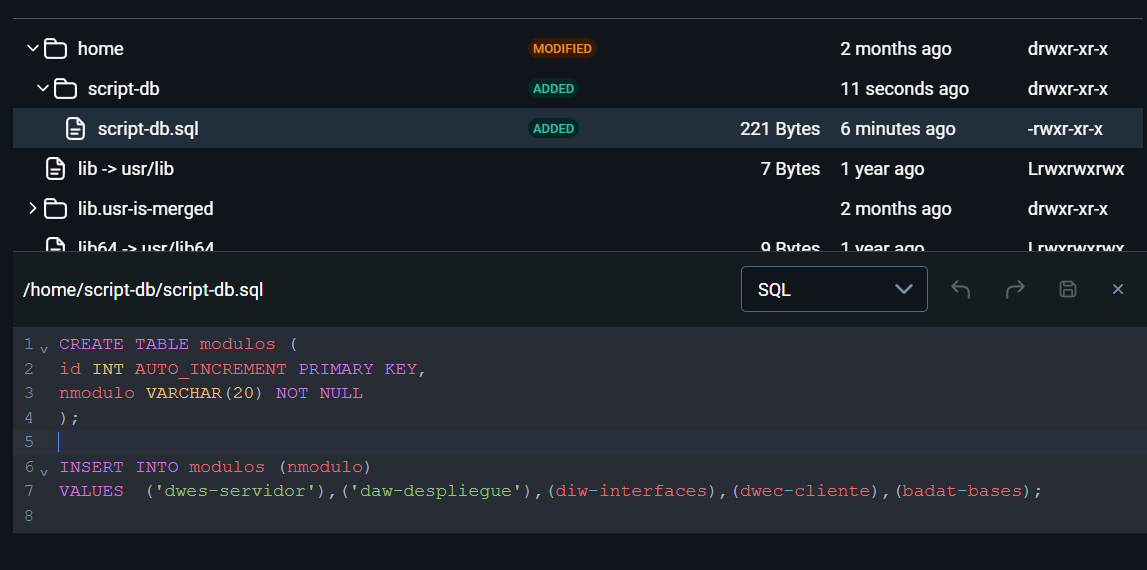 home MODIFIED 2 months ago drwxr-xr-x
script-db ADDED 11 seconds ago drwxr-xr-x
script-db.sql ADDED 221 Bytes 6 minutes ago -rwxr-xr-x
lib -> usr/lib 7 Bytes 1 year ago Lrwxrwxrwx
lib.usr-is-merged 2 months ago drwxr-xr-x
lib64 -> usr/lib64 9 Bytes 1 year ago Lrwxrwxrwx
/home/script-db/script-db.sql SQL
1 CREATE TABLE modulos (
2 id INT AUTO_INCREMENT PRIMARY KEY,
3 nmodulo VARCHAR(20) NOT NULL
4 );
5
6 INSERT INTO modulos (nmodulo)
7 VALUES ('dwes-servidor'),('daw-despliegue'),(diw-interfaces),(dwec-cliente),(badat-bases);
8